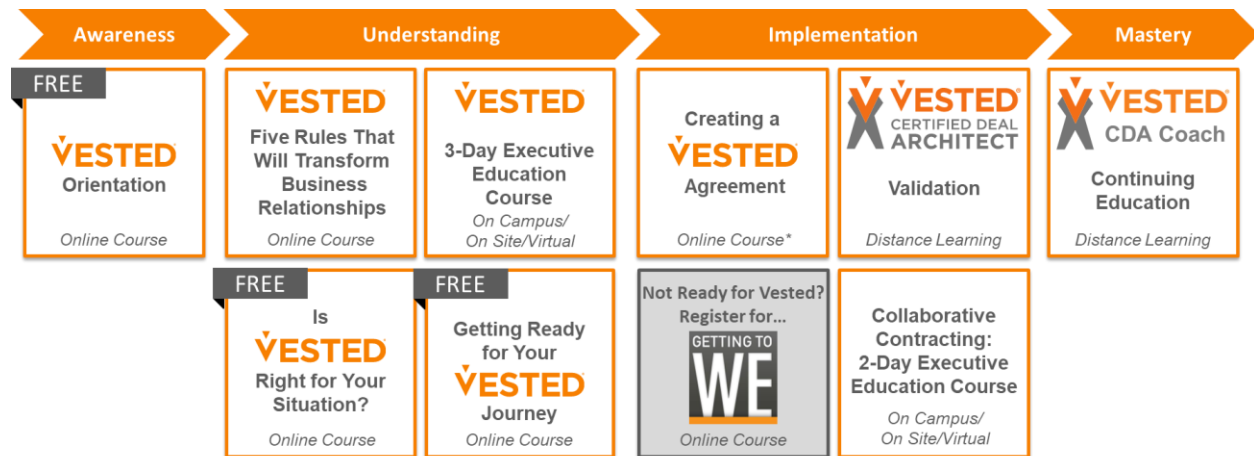 Awareness
Understanding
Implementation
Mastery
FREE
VESTED®
Orientation
Online Course
VESTED®
Five Rules That
Will Transform
Business
Relationships
Online Course
VESTED®
3-Day Executive
Education
Course
On Campus/
On Site/Virtual
Creating a
VESTED®
Agreement
Online Course*
VESTED®
CERTIFIED DEAL
ARCHITECT
Validation
Distance Learning
VESTED®
CDA Coach
Continuing
Education
Distance Learning
FREE
Is
VESTED®
Right for Your
Situation?
Online Course
FREE
Getting Ready
for Your
VESTED®
Journey
Online Course
Not Ready for Vested?
Register for...
GETTING TO
WE
Online Course
Collaborative
Contracting:
2-Day Executive
Education Course
On Campus/
On Site/Virtual